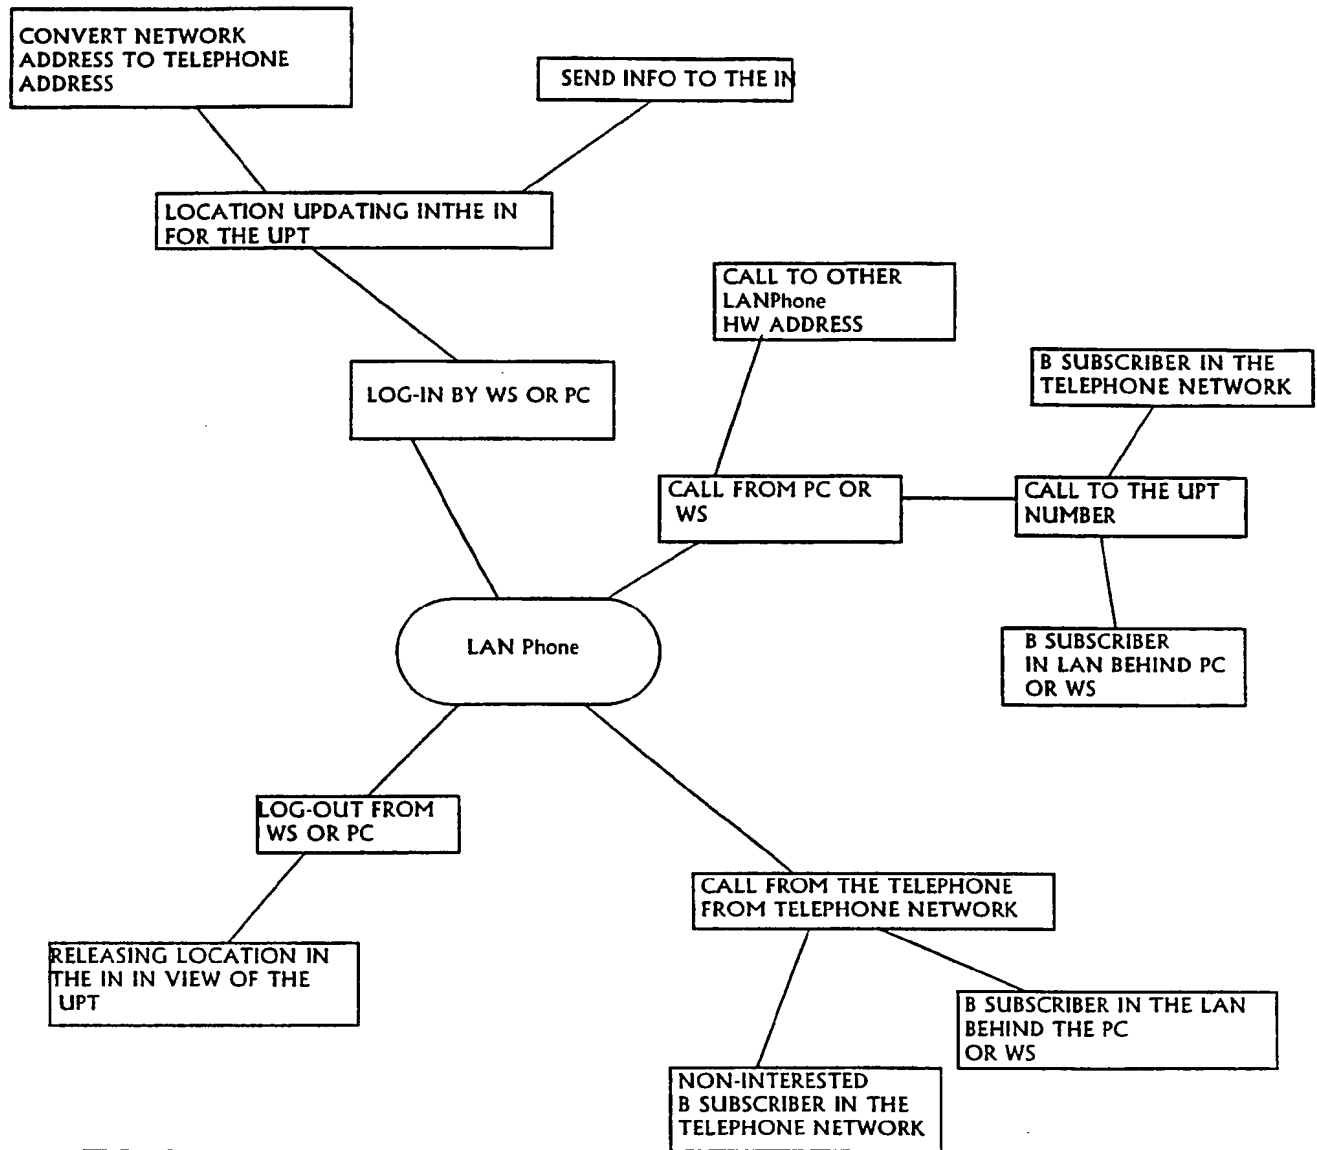 CONVERT NETWORK
ADDRESS TO TELEPHONE
ADDRESS
SEND INFO TO THE IN
LOCATION UPDATING INTHE IN
FOR THE UPT
CALL TO OTHER
LANPhone
HW ADDRESS
B SUBSCRIBER IN THE
TELEPHONE NETWORK
LOG-IN BY WS OR PC
CALL FROM PC OR
WS
CALL TO THE UPT
NUMBER
LAN Phone
B SUBSCRIBER
IN LAN BEHIND PC
OR WS
LOG-OUT FROM
WS OR PC
CALL FROM THE TELEPHONE
FROM TELEPHONE NETWORK
RELEASING LOCATION IN
THE IN IN VIEW OF THE
UPT
B SUBSCRIBER IN THE LAN
BEHIND THE PC
OR WS
NON-INTERESTED
B SUBSCRIBER IN THE
TELEPHONE NETWORK